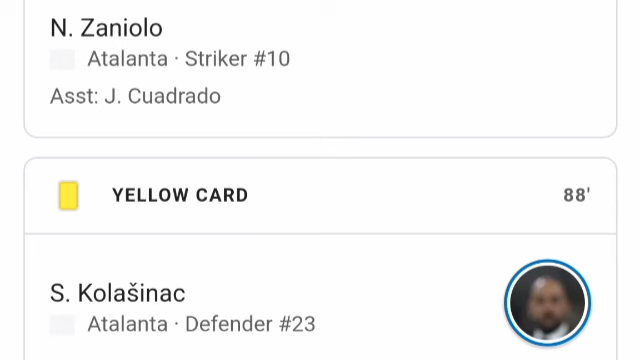 N. Zaniolo
Atalanta · Striker #10
Asst: J. Cuadrado
YELLOW CARD 88'
S. Kolašinac
Atalanta · Defender #23